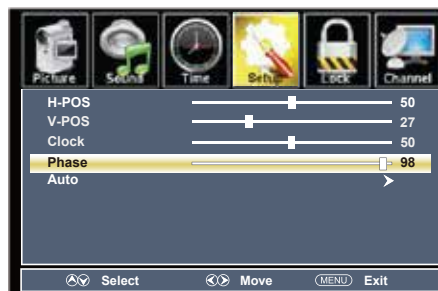 Picture Sound Time Setup Lock Channel
H-POS 50
V-POS 27
Clock 50
Phase 98
Auto
Select Move MENU Exit